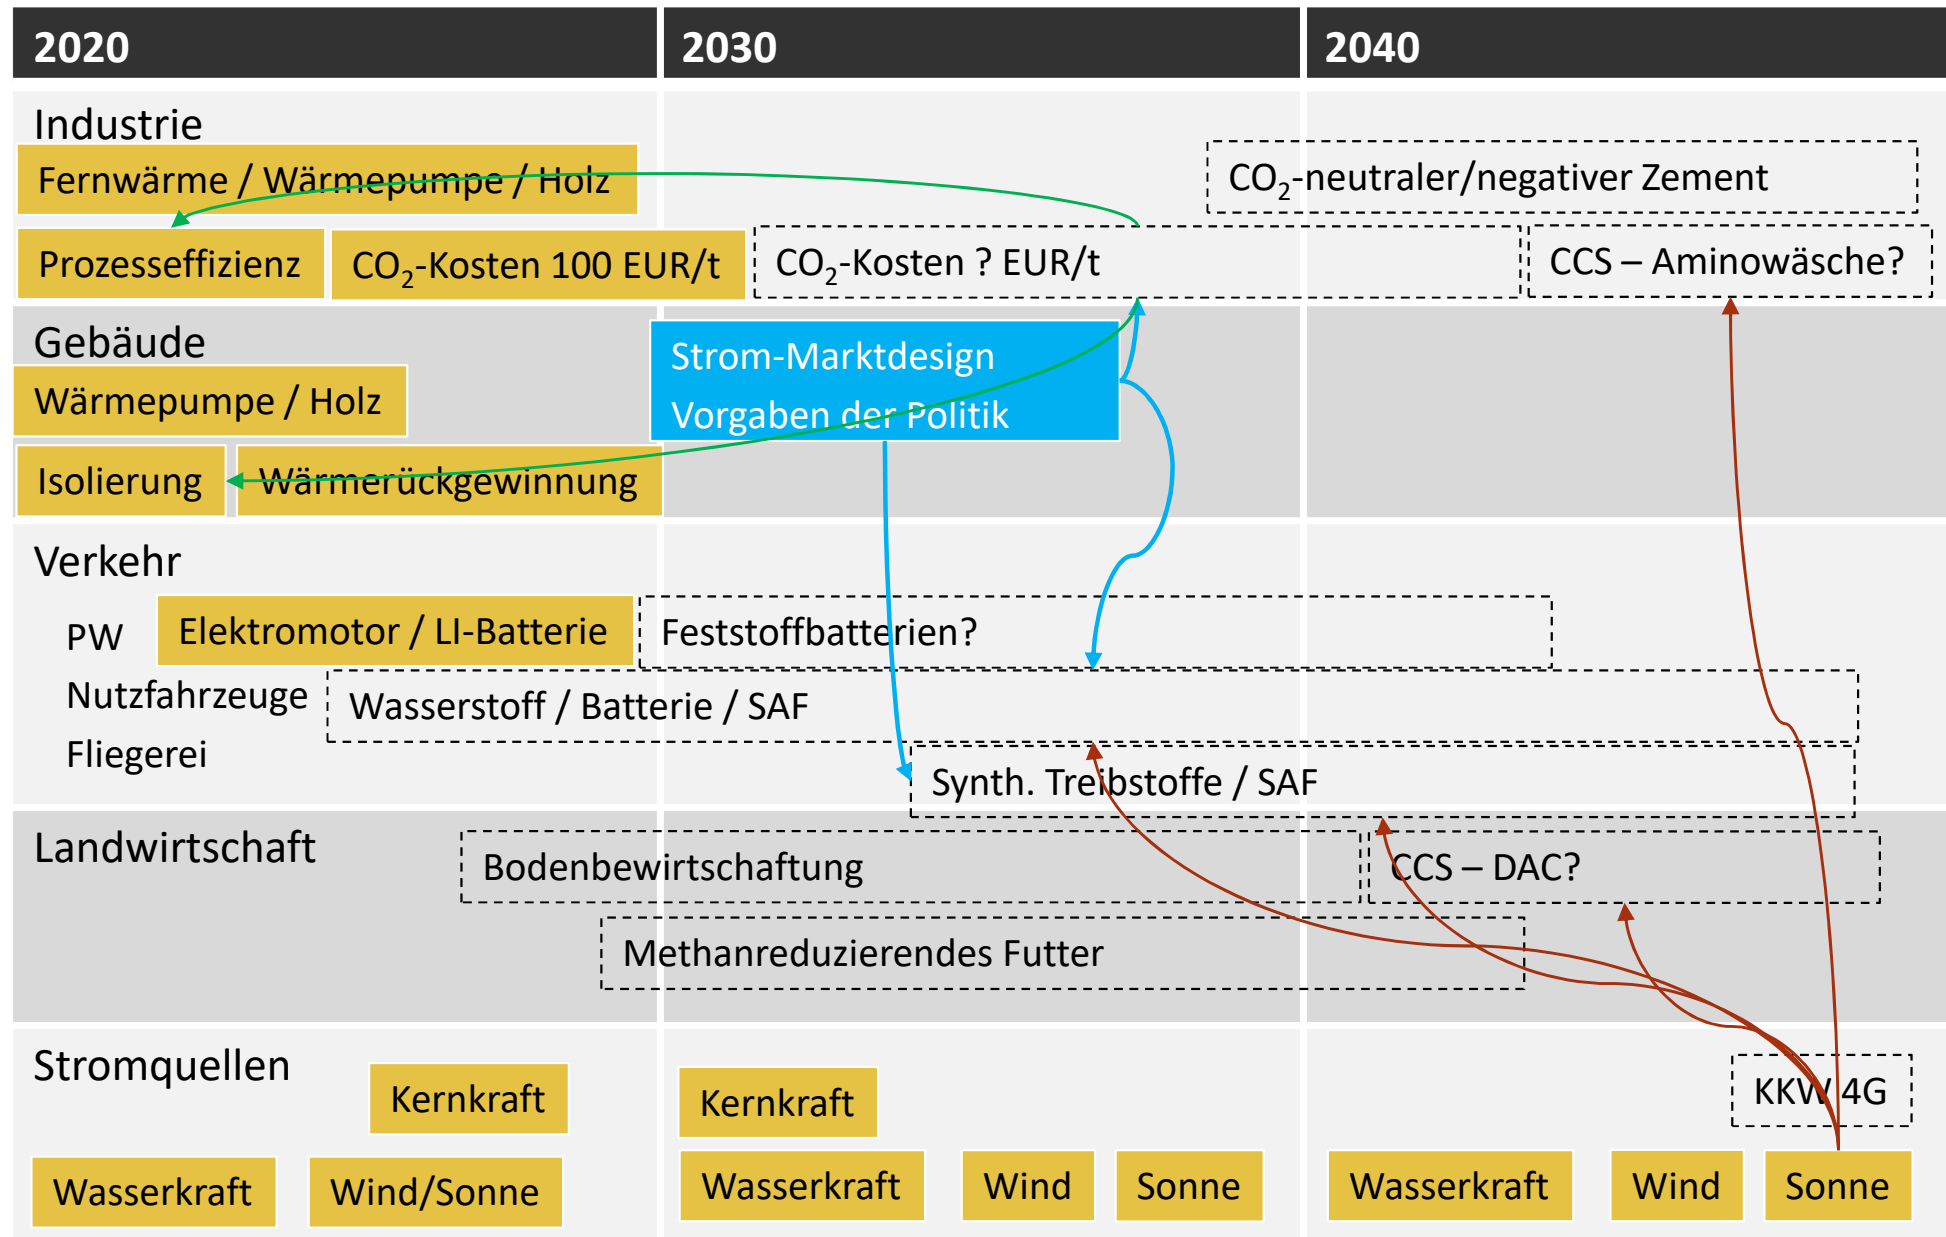 2020
2030
2040
Industrie
Fernwärme / Wärmepumpe / Holz
CO₂-neutraler/negativer Zement
Prozesseffizienz
CO₂-Kosten 100 EUR/t
CO₂-Kosten ? EUR/t
CCS – Aminowäsche?
Gebäude
Strom-Marktdesign
Vorgaben der Politik
Wärmepumpe / Holz
Isolierung
Wärmerückgewinnung
Verkehr
PW
Elektromotor / LI-Batterie
Feststoffbatterien?
Nutzfahrzeuge
Wasserstoff / Batterie / SAF
Fliegerei
Synth. Treibstoffe / SAF
Landwirtschaft
Bodenbewirtschaftung
CCS – DAC?
Methanreduzierendes Futter
Stromquellen
Kernkraft
Kernkraft
KKW 4G
Wasserkraft
Wind/Sonne
Wasserkraft
Wind
Sonne
Wasserkraft
Wind
Sonne